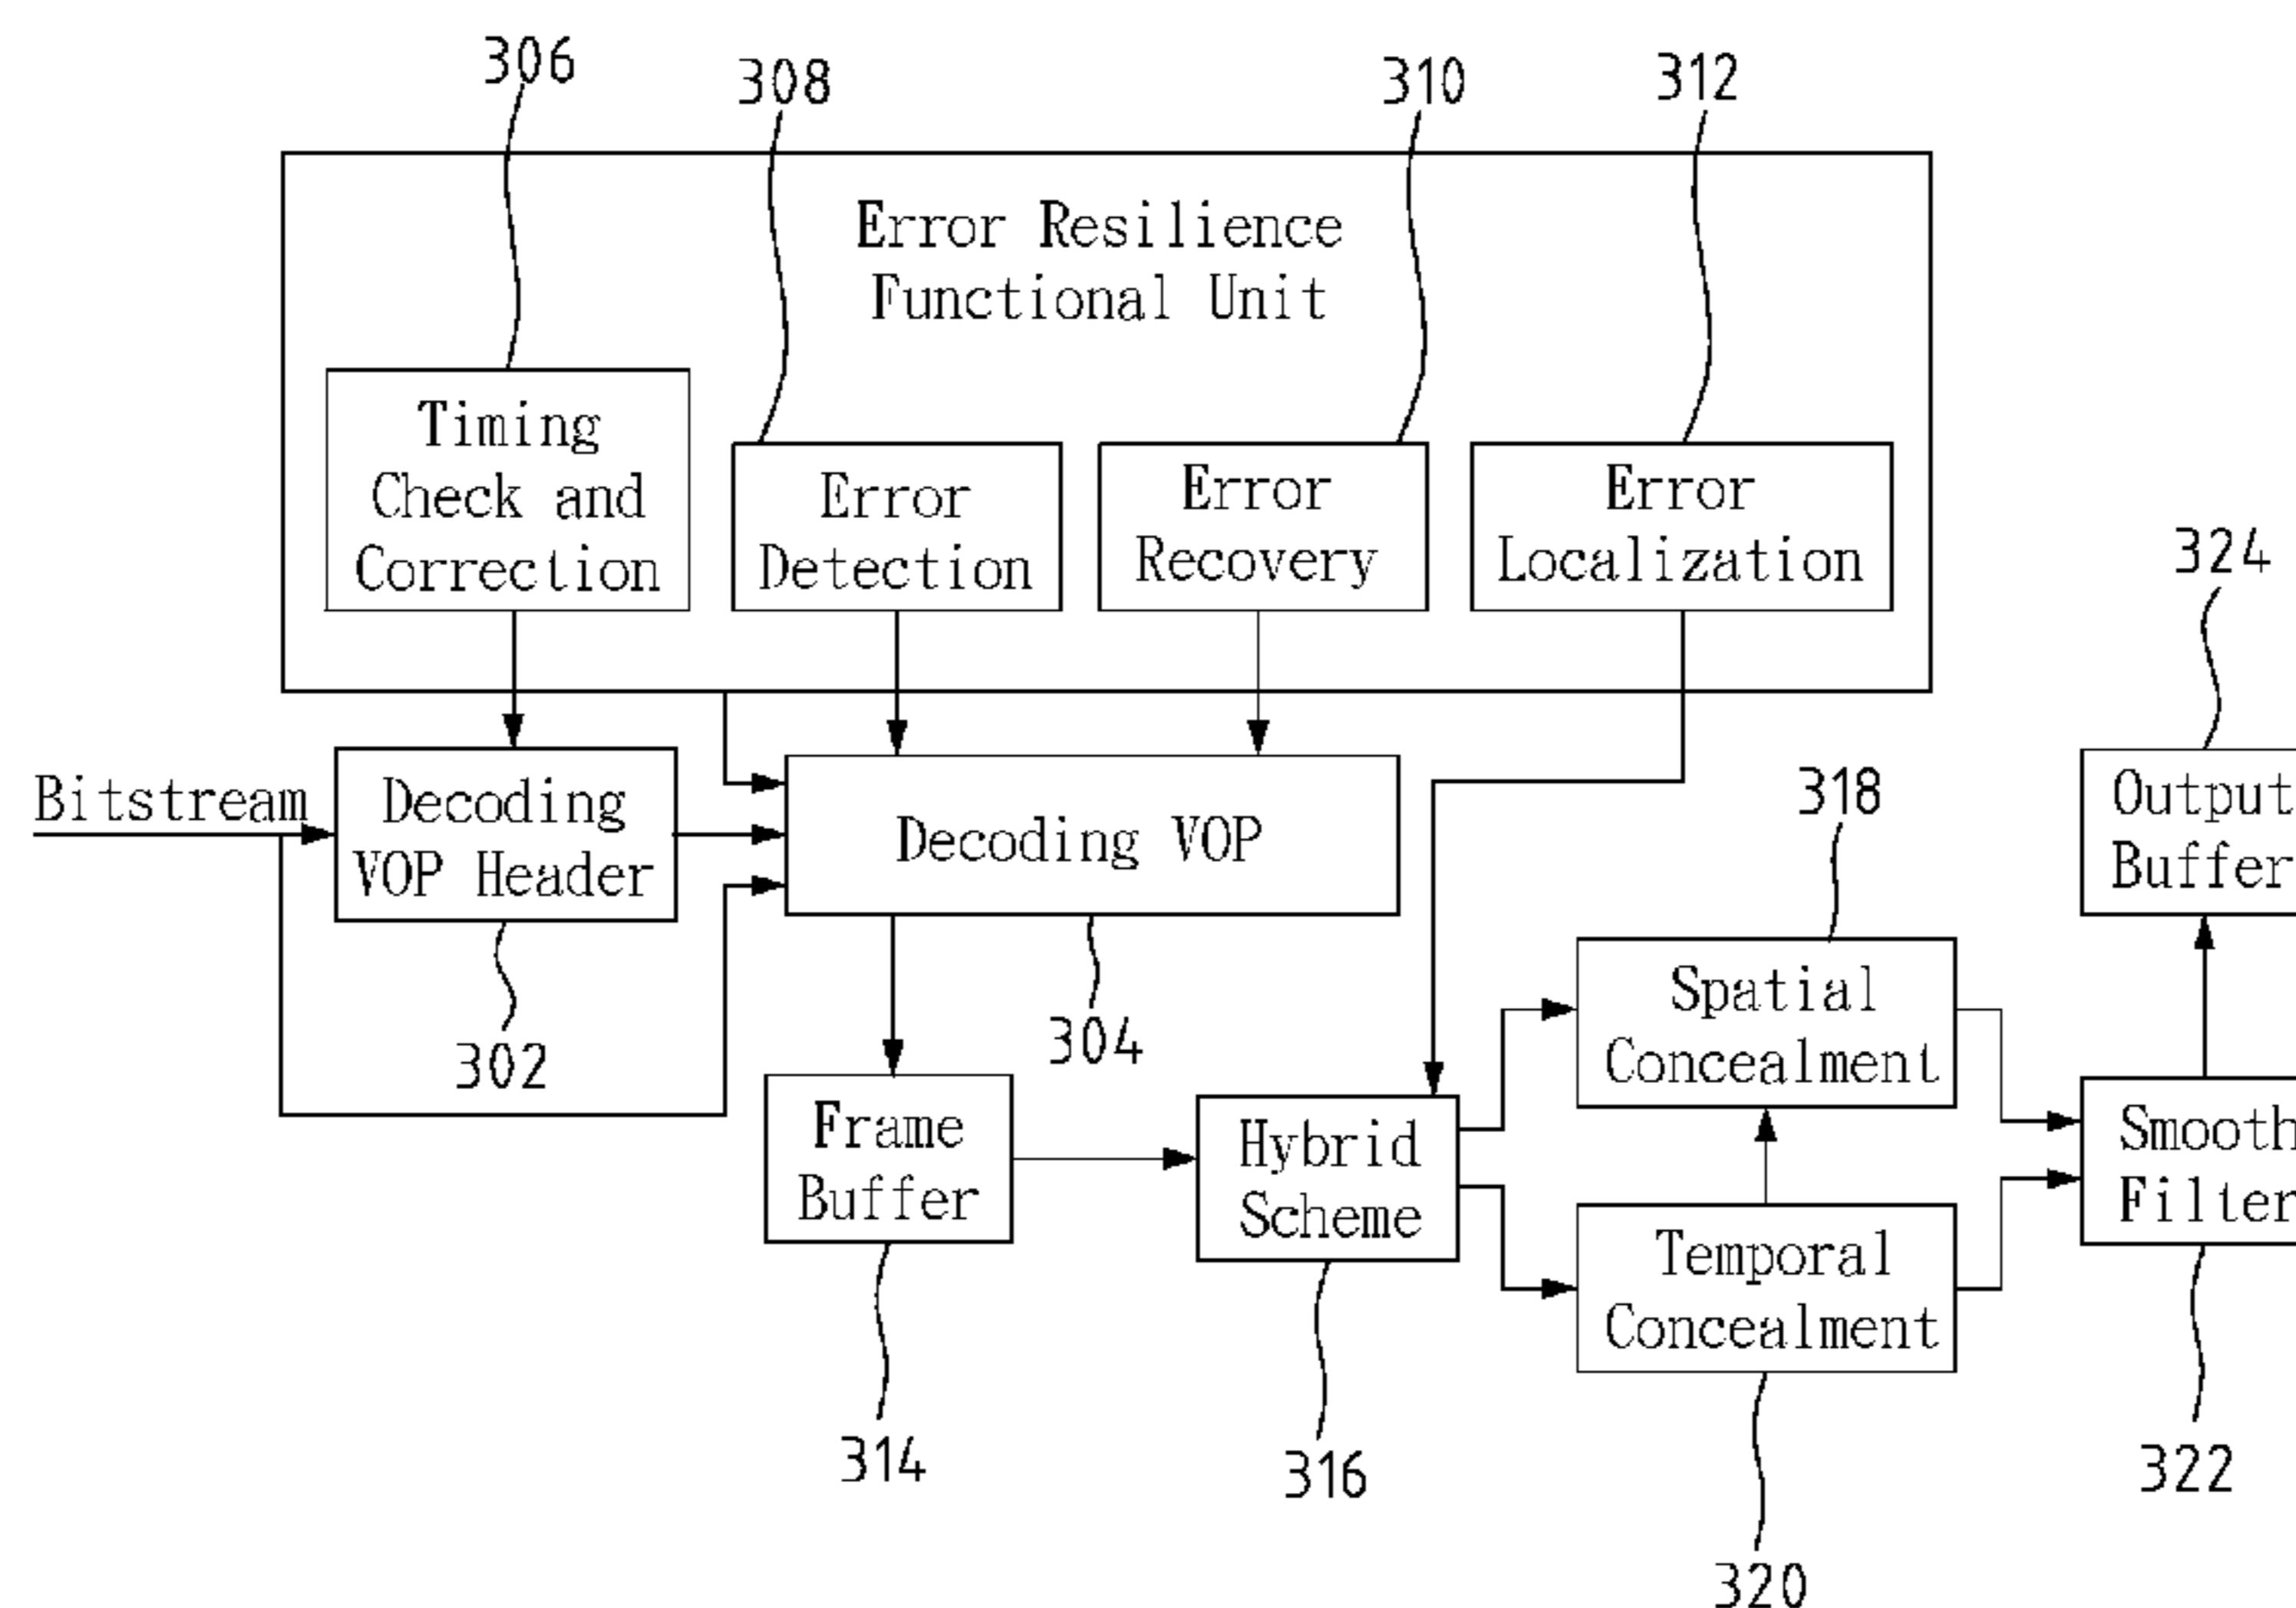 306
308
310
312
Error Resilience
Functional Unit
Timing
Check and
Correction
Error
Detection
Error
Recovery
Error
Localization
324
Bitstream
Decoding
VOP Header
Decoding VOP
318
Output
Buffer
302
304
Spatial
Concealment
Frame
Buffer
Hybrid
Scheme
Smooth
Filter
Temporal
Concealment
314
316
322
320